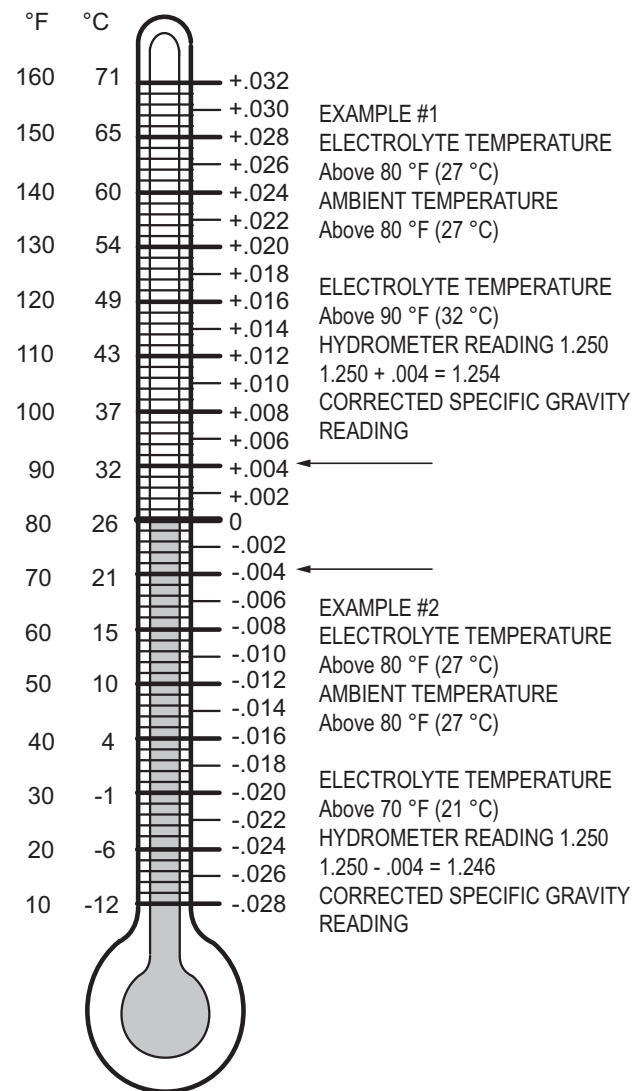 °F °C
160 71 +.032
+.030
150 65 +.028
+.026
140 60 +.024
+.022
130 54 +.020
+.018
120 49 +.016
+.014
110 43 +.012
+.010
100 37 +.008
+.006
90 32 +.004
+.002
80 26 0
-.002
70 21 -.004
-.006
60 15 -.008
-.010
50 10 -.012
-.014
40 4 -.016
-.018
30 -1 -.020
-.022
20 -6 -.024
-.026
10 -12 -.028
EXAMPLE #1
ELECTROLYTE TEMPERATURE
Above 80 °F (27 °C)
AMBIENT TEMPERATURE
Above 80 °F (27 °C)
ELECTROLYTE TEMPERATURE
Above 90 °F (32 °C)
HYDROMETER READING 1.250
1.250 + .004 = 1.254
CORRECTED SPECIFIC GRAVITY
READING
EXAMPLE #2
ELECTROLYTE TEMPERATURE
Above 80 °F (27 °C)
AMBIENT TEMPERATURE
Above 80 °F (27 °C)
ELECTROLYTE TEMPERATURE
Above 70 °F (21 °C)
HYDROMETER READING 1.250
1.250 - .004 = 1.246
CORRECTED SPECIFIC GRAVITY
READING